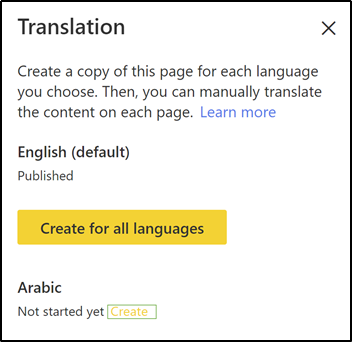 Translation
Create a copy of this page for each language
you choose. Then, you can manually translate
the content on each page. Learn more
English (default)
Published
Create for all languages
Arabic
Not started yet Create